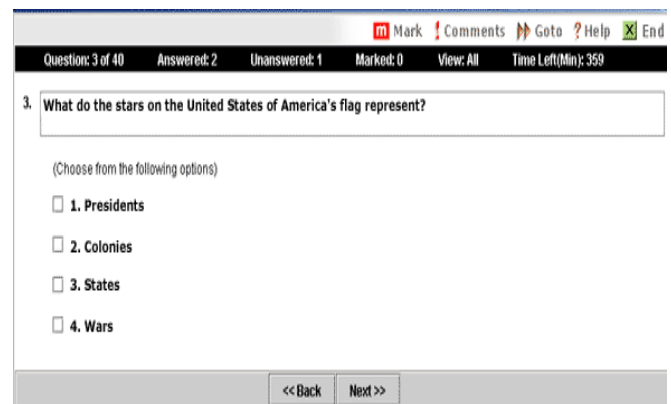 m Mark ! Comments Goto ? Help X End
Question: 3 of 40 Answered: 2 Unanswered: 1 Marked: 0 View: All Time Left(Min): 359
3. What do the stars on the United States of America's flag represent?
(Choose from the following options)
1. Presidents
2. Colonies
3. States
4. Wars
<< Back Next >>